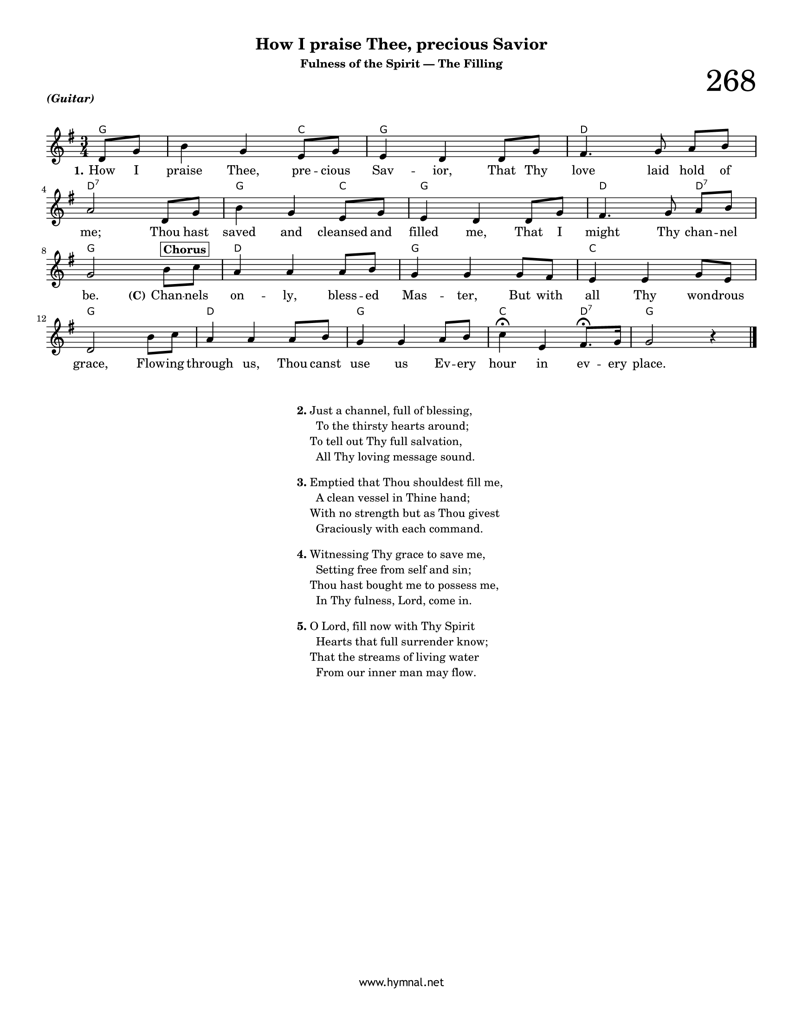 How I praise Thee, precious Savior
Fulness of the Spirit — The Filling
268
(Guitar)
G C G D
3
4
1. How I praise Thee, pre - cious Sav - ior, That Thy love laid hold of
4
D7 G C G D D7
me; Thou hast saved and cleansed and filled me, That I might Thy chan - nel
8
G Chorus D G C
be. (C) Chan-nels on - ly, bless - ed Mas - ter, But with all Thy wondrous
12
G D G C D7 G
grace, Flowing through us, Thou canst use us Ev - ery hour in ev - ery place.
2. Just a channel, full of blessing,
To the thirsty hearts around;
To tell out Thy full salvation,
All Thy loving message sound.
3. Emptied that Thou shouldest fill me,
A clean vessel in Thine hand;
With no strength but as Thou givest
Graciously with each command.
4. Witnessing Thy grace to save me,
Setting free from self and sin;
Thou hast bought me to possess me,
In Thy fulness, Lord, come in.
5. O Lord, fill now with Thy Spirit
Hearts that full surrender know;
That the streams of living water
From our inner man may flow.
www.hymnal.net